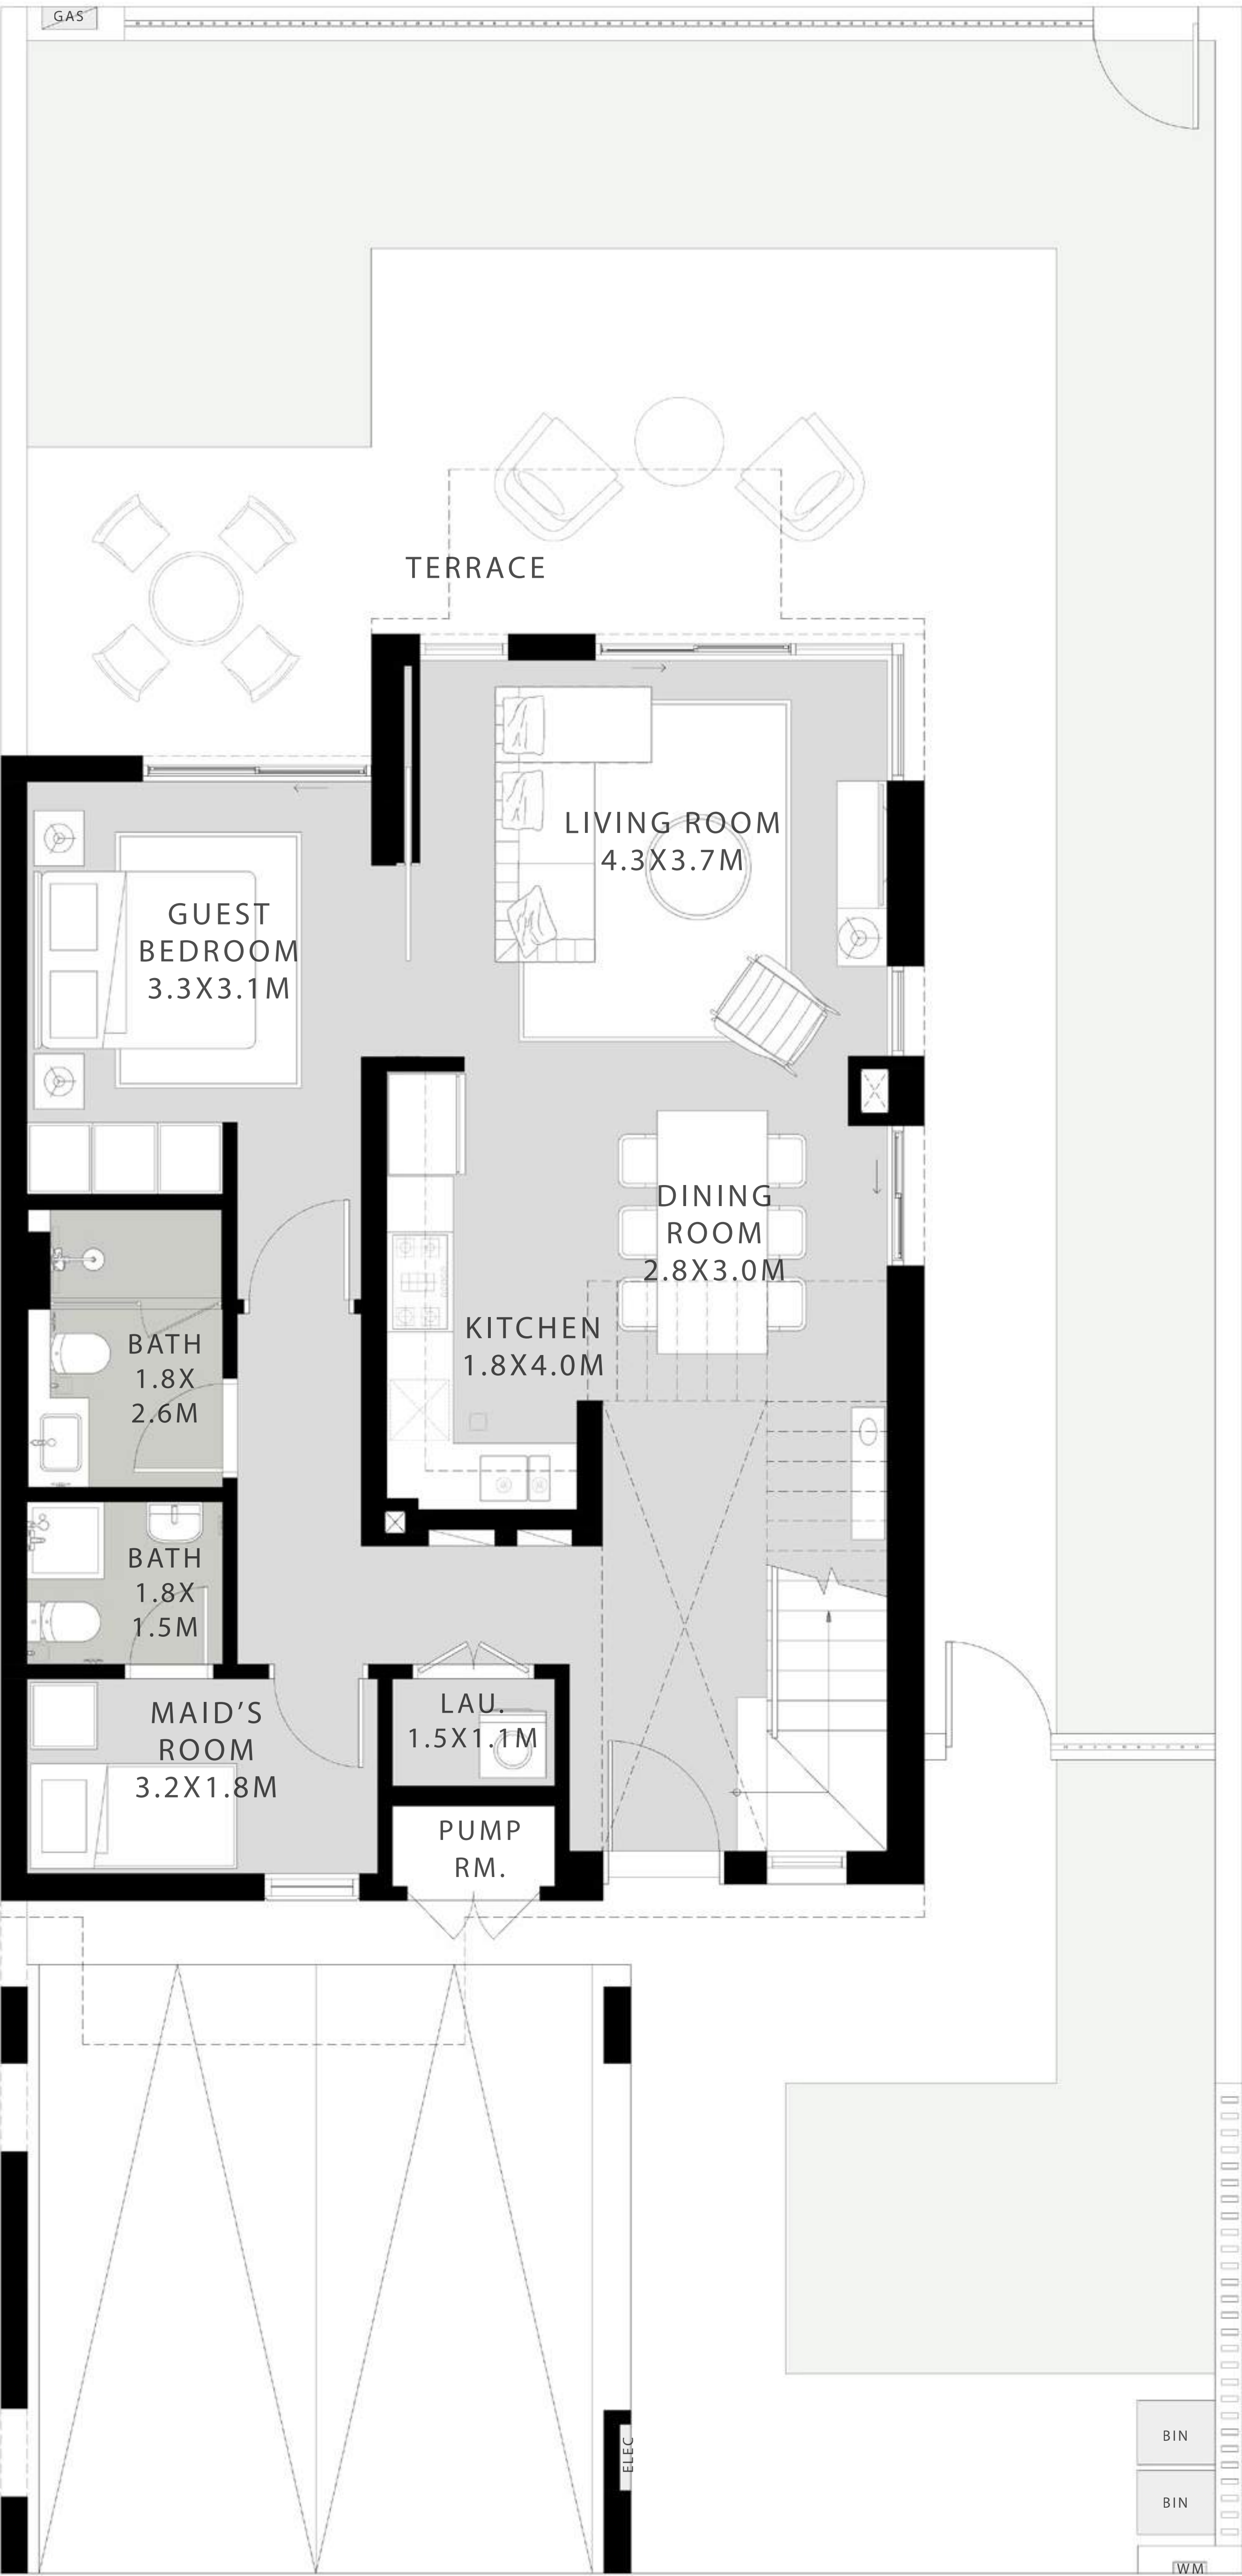 GAS
TERRACE
LIVING ROOM
4.3X3.7M
GUEST
BEDROOM
3.3X3.1M
DINING
ROOM
2.8X3.0M
KITCHEN
1.8X4.0M
BATH
1.8X
2.6M
BATH
1.8X
1.5M
MAID'S
ROOM
3.2X1.8M
LAU.
1.5X1.1M
PUMP
RM.
ELEC
BIN
BIN
WM